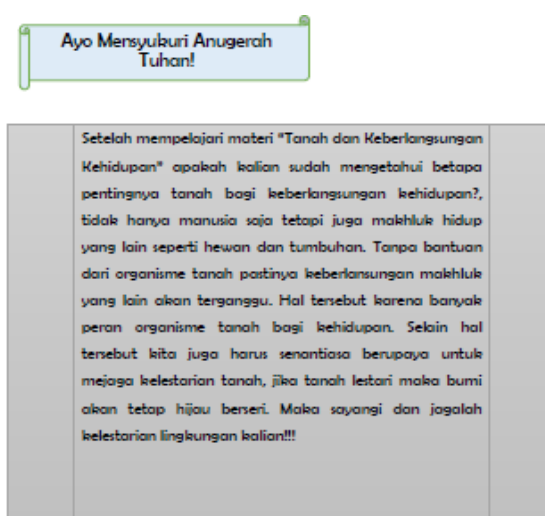 Ayo Mensyukuri Anugerah
Tuhan!
Setelah mempelajari materi "Tanah dan Keberlangsungan
Kehidupan" apakah kalian sudah mengetahui betapa
pentingnya tanah bagi keberlangsungan kehidupan?,
tidak hanya manusia saja tetapi juga makhluk hidup
yang lain seperti hewan dan tumbuhan. Tanpa bantuan
dari organisme tanah pastinya keberlansungan makhluk
yang lain akan terganggu. Hal tersebut karena banyak
peran organisme tanah bagi kehidupan. Selain hal
tersebut kita juga harus senantiasa berupaya untuk
mejaga kelestarian tanah, jika tanah lestari maka bumi
akan tetap hijau berseri. Maka sayangi dan jagalah
kelestarian lingkungan kalian!!!